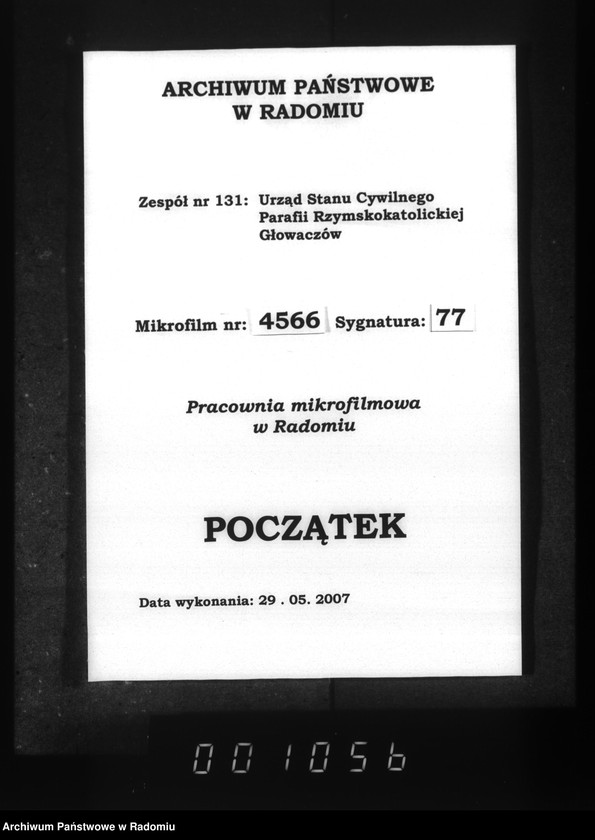 ARCHIWUM PAŃSTWOWE
W RADOMIU
Zespół nr 131: Urząd Stanu Cywilnego
Parafii Rzymskokatolickiej
Głowaczów
Mikrofilm nr: 4566 Sygnatura: 77
Pracownia mikrofilmowa
w Radomiu
POCZĄTEK
Data wykonania: 29 . 05. 2007
001056
Archiwum Państwowe w Radomiu